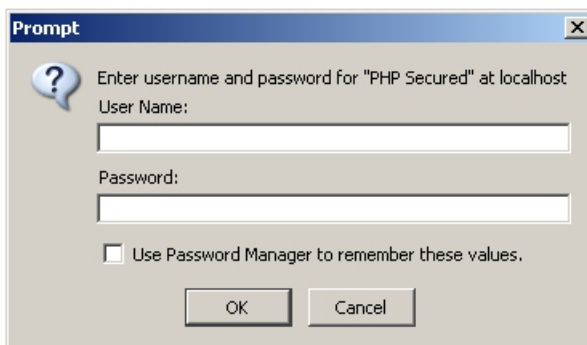 Prompt
Enter username and password for "PHP Secured" at localhost
User Name:
Password:
Use Password Manager to remember these values.
OK Cancel